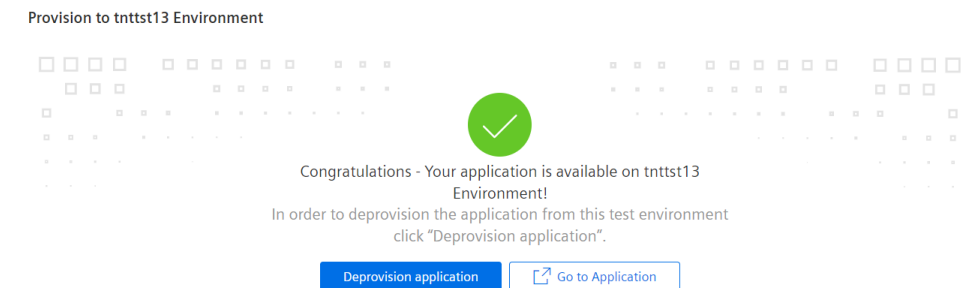 Provision to tnttst13 Environment
Congratulations - Your application is available on tnttst13
Environment!
In order to deprovision the application from this test environment
click “Deprovision application”.
Deprovision application
Go to Application